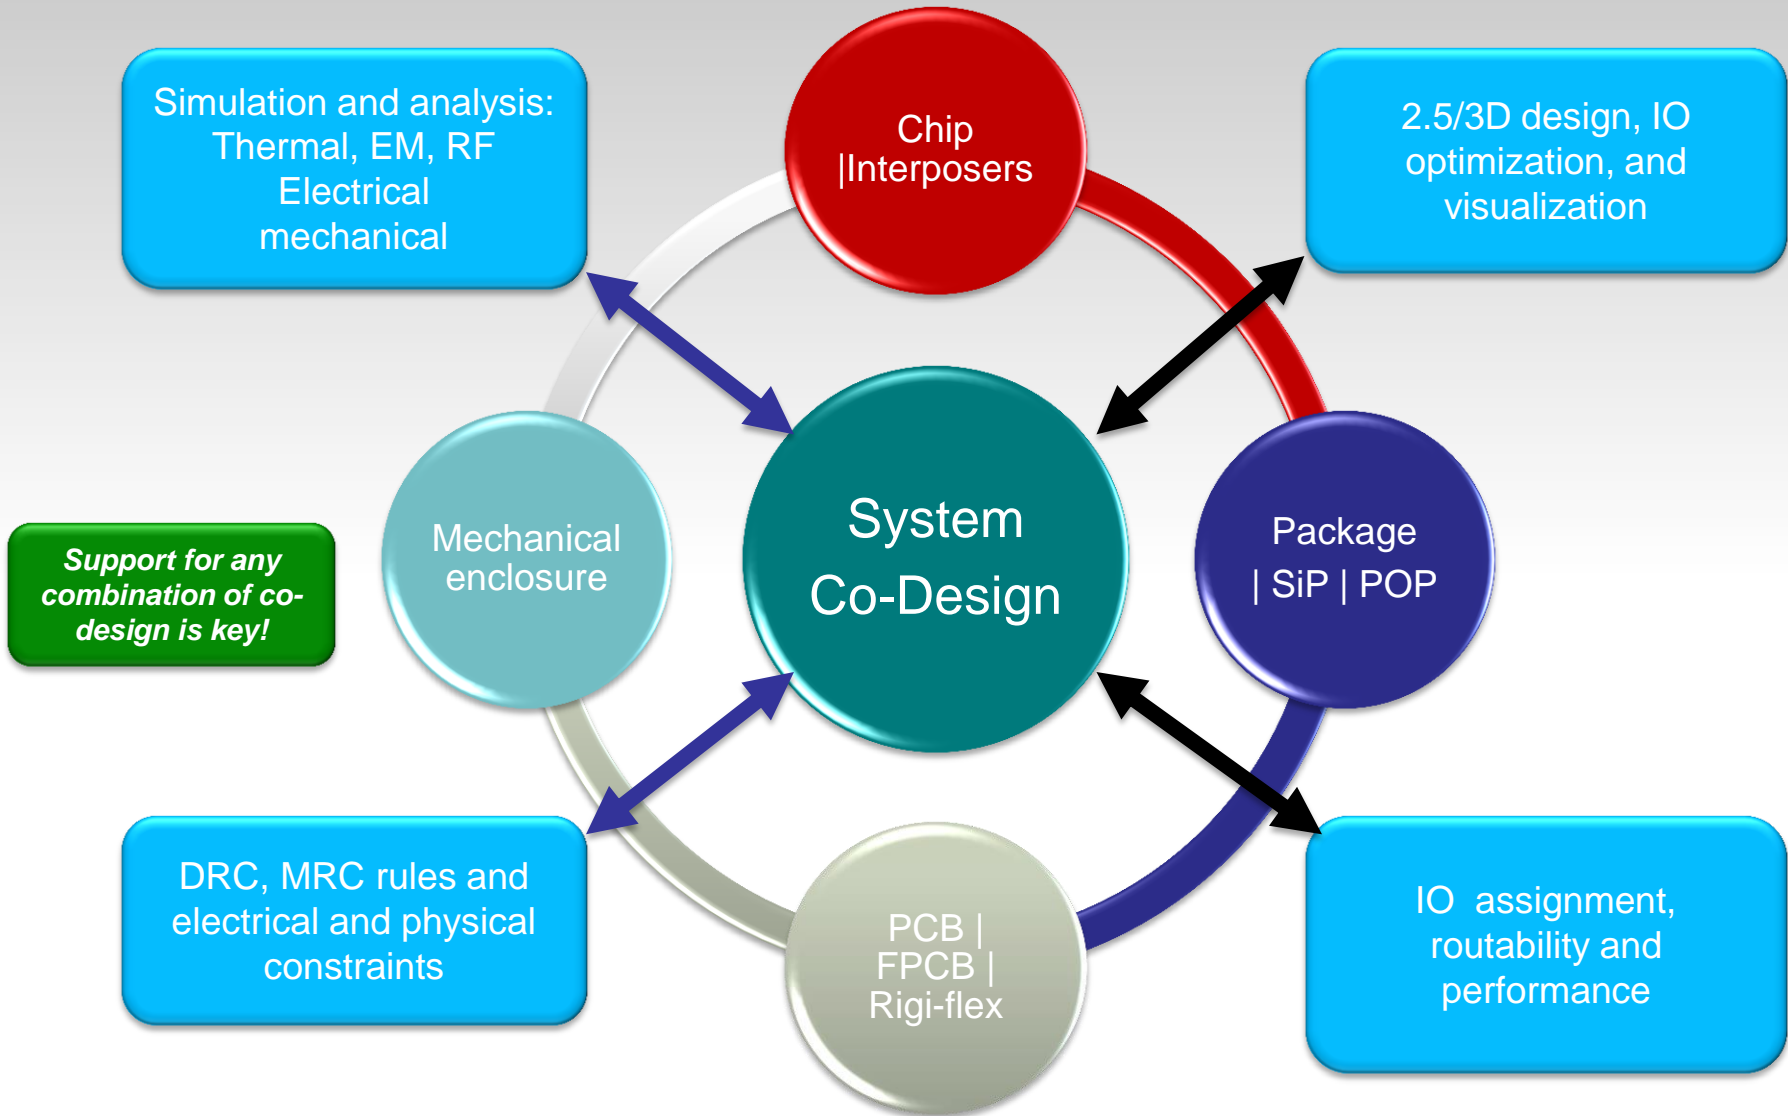 Simulation and analysis:
Thermal, EM, RF
Electrical
mechanical
Chip
|Interposers
2.5/3D design, IO
optimization, and
visualization
Support for any
combination of co-
design is key!
Mechanical
enclosure
System
Co-Design
Package
| SiP | POP
DRC, MRC rules and
electrical and physical
constraints
PCB |
FPCB |
Rigi-flex
IO  assignment,
routability and
performance